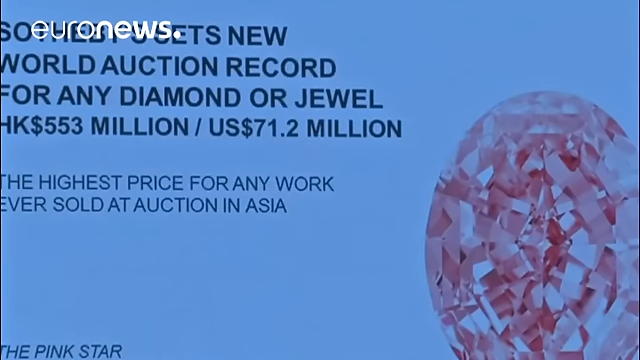 euronews.
SOTHEBY'S SETS NEW
WORLD AUCTION RECORD
FOR ANY DIAMOND OR JEWEL
HK$553 MILLION / US$71.2 MILLION
THE HIGHEST PRICE FOR ANY WORK
EVER SOLD AT AUCTION IN ASIA
THE PINK STAR